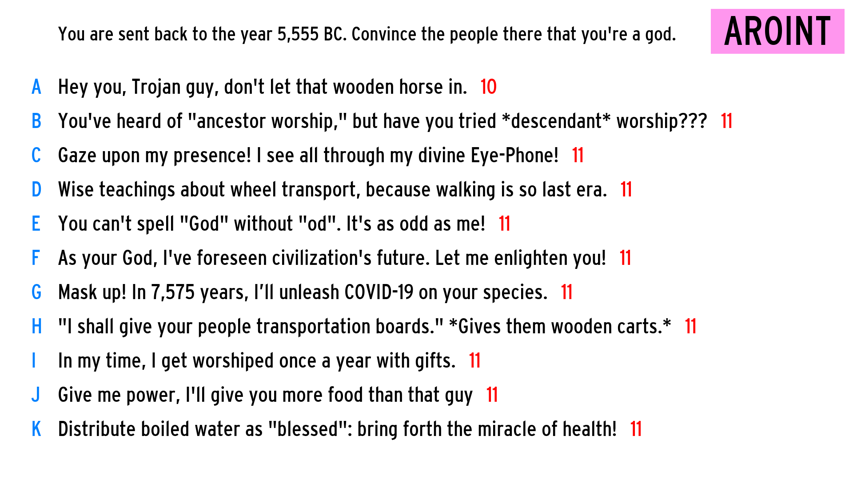 You are sent back to the year 5,555 BC. Convince the people there that you're a god.
AROINT
A Hey you, Trojan guy, don't let that wooden horse in. 10
B You've heard of "ancestor worship," but have you tried *descendant* worship??? 11
C Gaze upon my presence! I see all through my divine Eye-Phone! 11
D Wise teachings about wheel transport, because walking is so last era. 11
E You can't spell "God" without "od". It's as odd as me! 11
F As your God, I've foreseen civilization's future. Let me enlighten you! 11
G Mask up! In 7,575 years, I’ll unleash COVID-19 on your species. 11
H "I shall give your people transportation boards." *Gives them wooden carts.* 11
I In my time, I get worshiped once a year with gifts. 11
J Give me power, I'll give you more food than that guy 11
K Distribute boiled water as "blessed": bring forth the miracle of health! 11